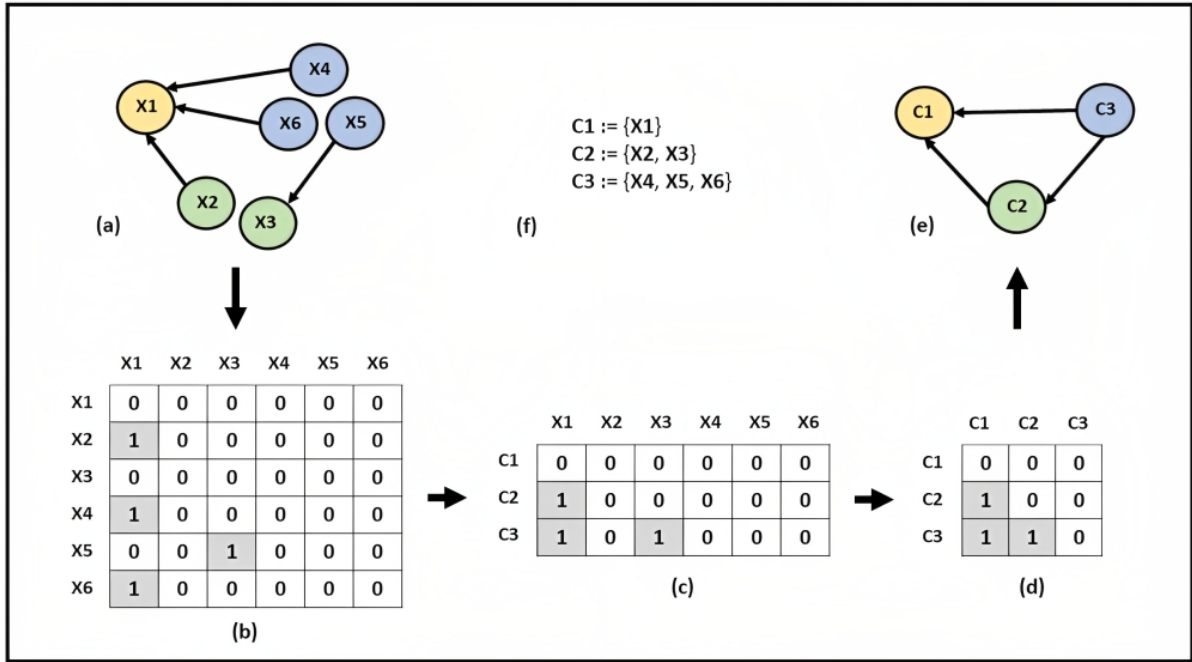 X4
X1
X6 X5
X2
X3
(a)
C1 := {X1}
C2 := {X2, X3}
C3 := {X4, X5, X6}
(f)
C1 C3
C2
(e)
X1 X2 X3 X4 X5 X6
X1 0 0 0 0 0 0
X2 1 0 0 0 0 0
X3 0 0 0 0 0 0
X4 1 0 0 0 0 0
X5 0 0 1 0 0 0
X6 1 0 0 0 0 0
(b)
X1 X2 X3 X4 X5 X6
C1 0 0 0 0 0 0
C2 1 0 0 0 0 0
C3 1 0 1 0 0 0
(c)
C1 C2 C3
C1 0 0 0
C2 1 0 0
C3 1 1 0
(d)